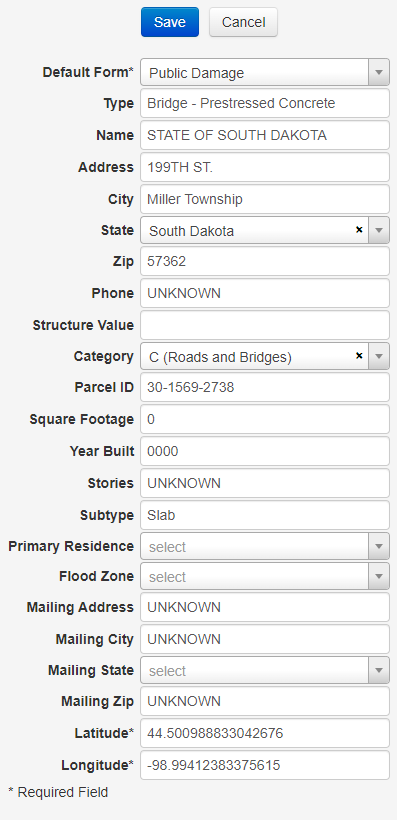 Save Cancel
Default Form* Public Damage
Type Bridge - Prestressed Concrete
Name STATE OF SOUTH DAKOTA
Address 199TH ST.
City Miller Township
State South Dakota ×
Zip 57362
Phone UNKNOWN
Structure Value
Category C (Roads and Bridges) ×
Parcel ID 30-1569-2738
Square Footage 0
Year Built 0000
Stories UNKNOWN
Subtype Slab
Primary Residence select
Flood Zone select
Mailing Address UNKNOWN
Mailing City UNKNOWN
Mailing State select
Mailing Zip UNKNOWN
Latitude* 44.500988833042676
Longitude* -98.99412383375615
* Required Field